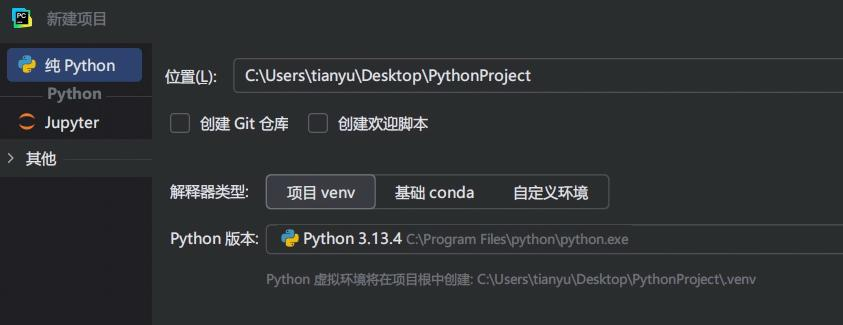 PC
新建项目
纯 Python
Python
Jupyter
其他
位置(L): C:\Users\tianyu\Desktop\PythonProject
创建 Git 仓库 创建欢迎脚本
解释器类型: 项目 venv 基础 conda 自定义环境
Python 版本: Python 3.13.4 C:\Program Files\python\python.exe
Python 虚拟环境将在项目根中创建: C:\Users\tianyu\Desktop\PythonProject\.venv